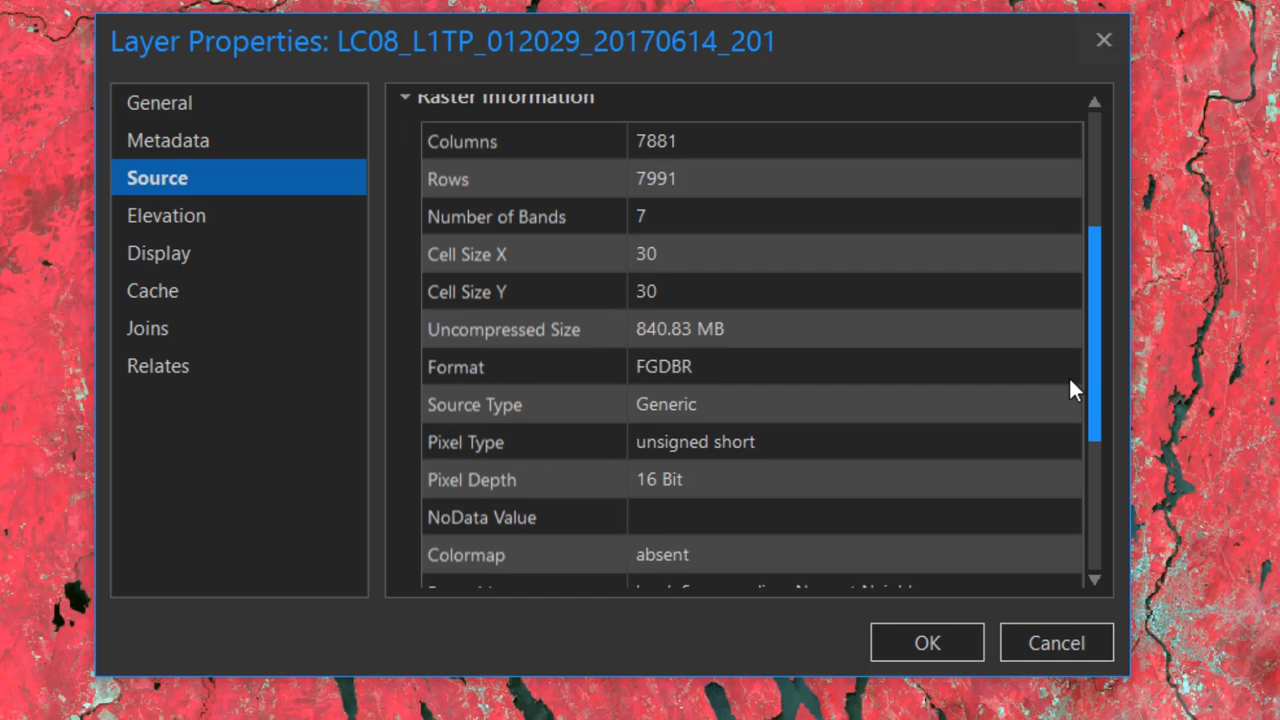 Layer Properties: LC08_L1TP_012029_20170614_201
General
Metadata
Source
Elevation
Display
Cache
Joins
Relates
Raster Information
Columns 7881
Rows 7991
Number of Bands 7
Cell Size X 30
Cell Size Y 30
Uncompressed Size 840.83 MB
Format FGDBR
Source Type Generic
Pixel Type unsigned short
Pixel Depth 16 Bit
NoData Value
Colormap absent
OK
Cancel